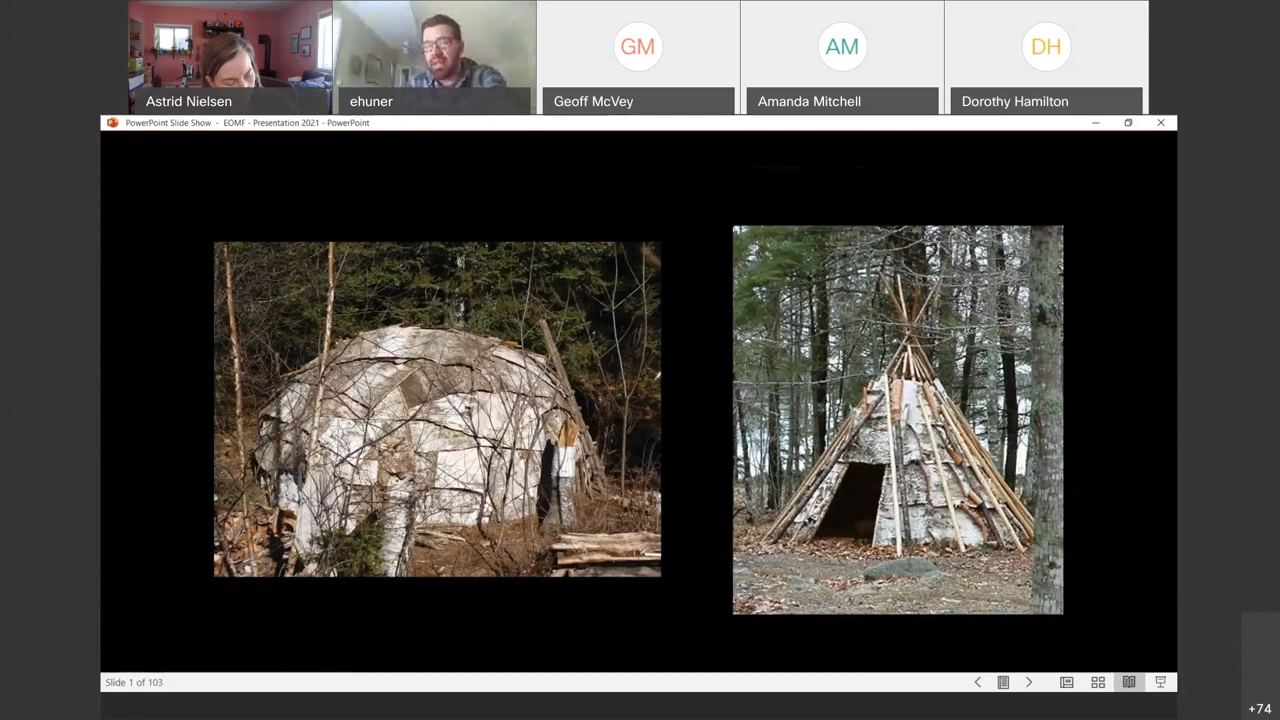 GM
AM
DH
Astrid Nielsen
ehuner
Geoff McVey
Amanda Mitchell
Dorothy Hamilton
PowerPoint Slide Show - EOMF - Presentation 2021 - PowerPoint
Slide 1 of 103
+74